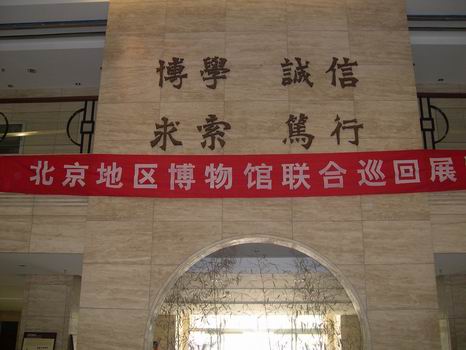 博學 誠信
求索 篤行
北京地区博物馆联合巡回展